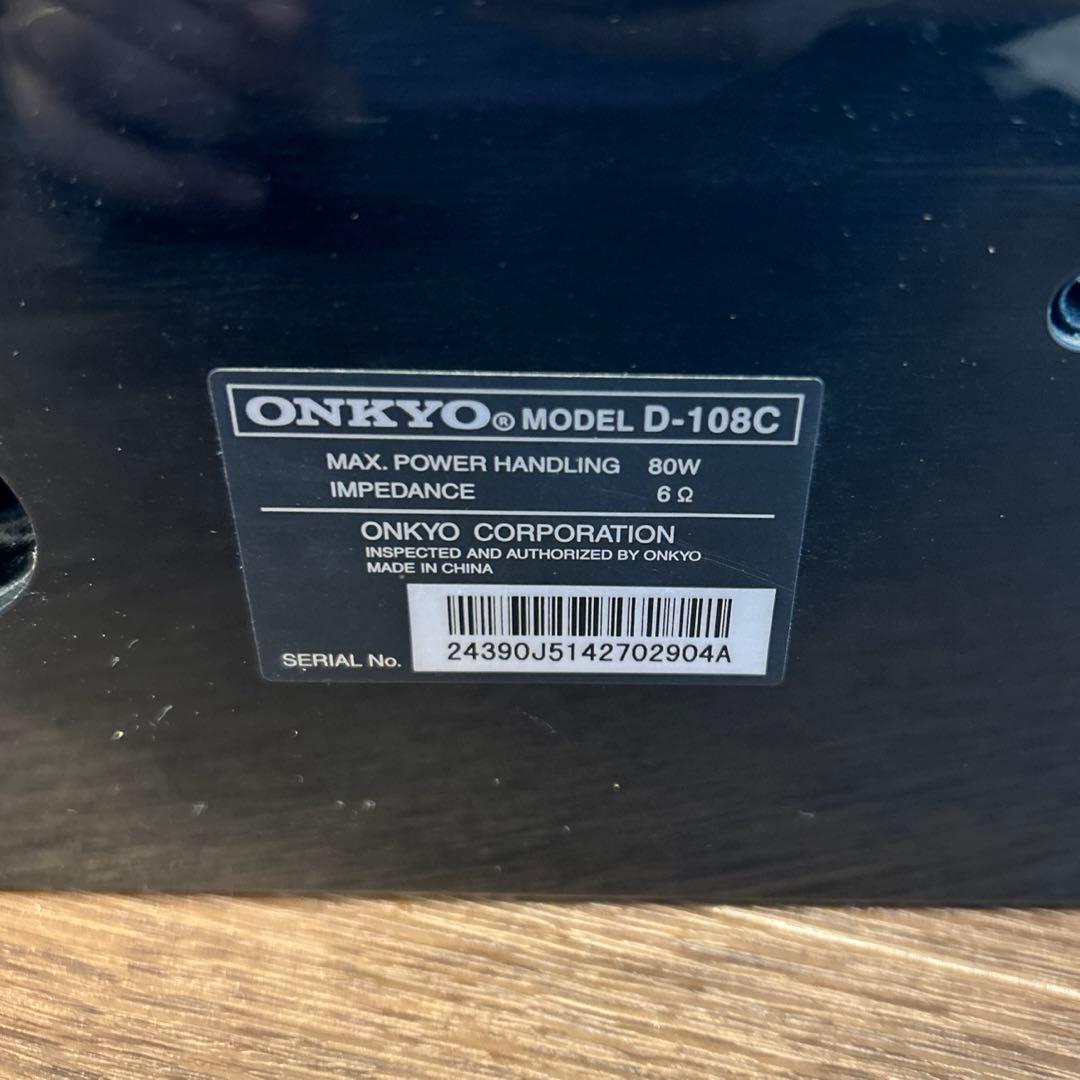 ONKYO® MODEL D-108C
MAX. POWER HANDLING 80W
IMPEDANCE 6 Ω
ONKYO CORPORATION
INSPECTED AND AUTHORIZED BY ONKYO
MADE IN CHINA
SERIAL No. 24390J5142702904A